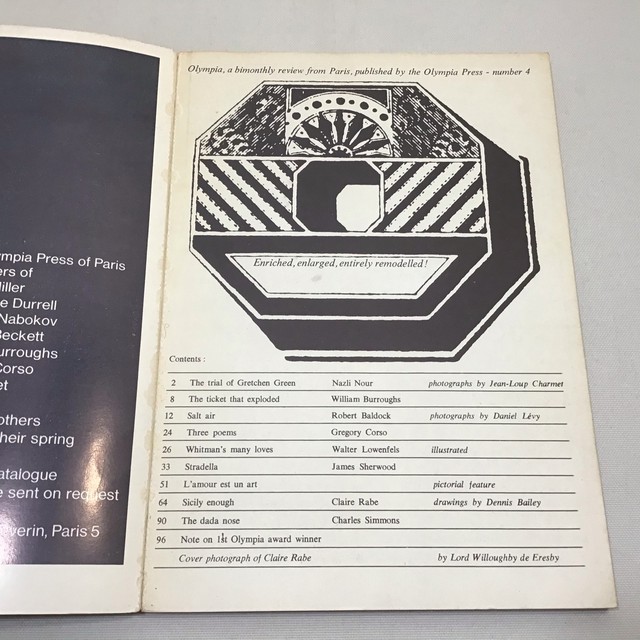 mpia Press of Paris
ers of
iller
e Durrell
Nabokov
eckett
urroughs
Corso
et
others
heir spring
atalogue
e sent on request
everin, Paris 5
Olympia, a bimonthly review from Paris, published by the Olympia Press - number 4
Enriched, enlarged, entirely remodelled!
Contents :
2 The trial of Gretchen Green Nazli Nour photographs by Jean-Loup Charmet
8 The ticket that exploded William Burroughs
12 Salt air Robert Baldock photographs by Daniel Lévy
24 Three poems Gregory Corso
26 Whitman's many loves Walter Lowenfels illustrated
33 Stradella James Sherwood
51 L'amour est un art pictorial feature
64 Sicily enough Claire Rabe drawings by Dennis Bailey
90 The dada nose Charles Simmons
96 Note on 1st Olympia award winner
Cover photograph of Claire Rabe by Lord Willoughby de Eresby